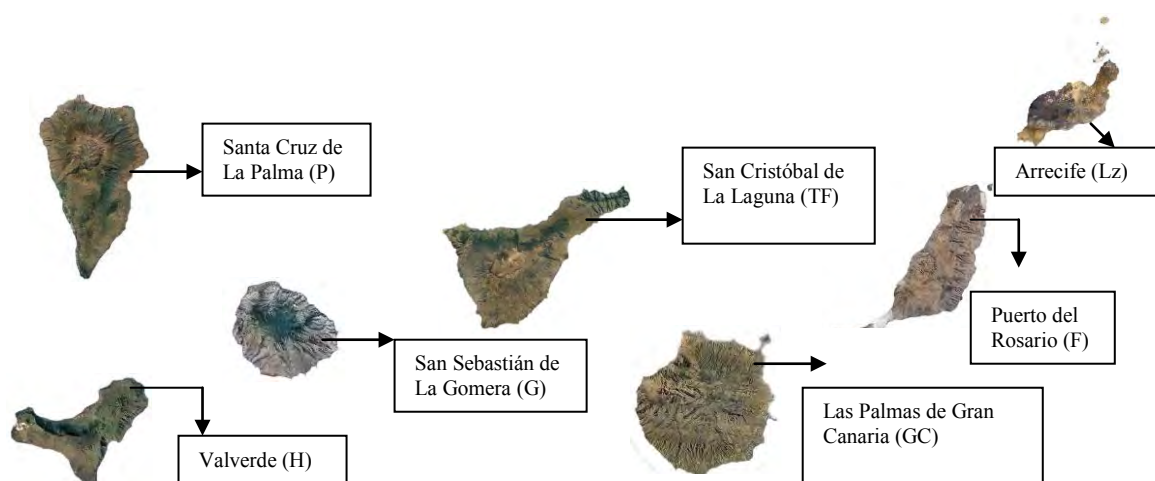 Santa Cruz de
La Palma (P)
San Cristóbal de
La Laguna (TF)
Arrecife (Lz)
Puerto del
Rosario (F)
San Sebastián de
La Gomera (G)
Las Palmas de Gran
Canaria (GC)
Valverde (H)